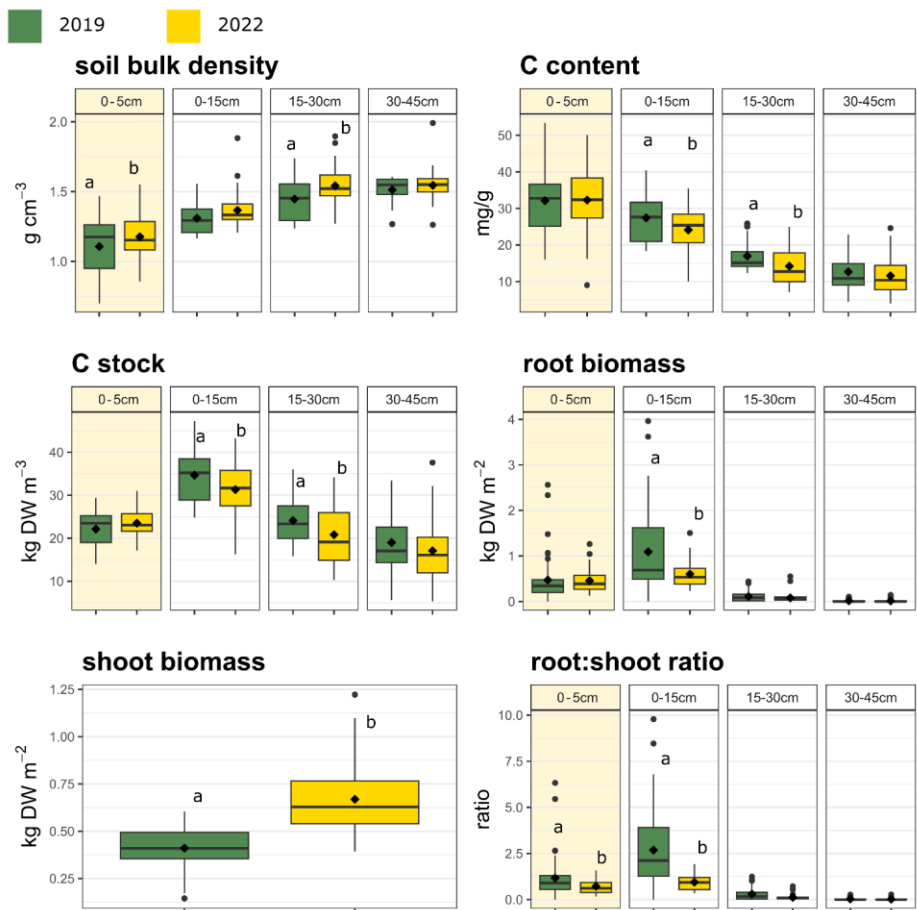 2019 2022
soil bulk density
0-5cm 0-15cm 15-30cm 30-45cm
2.0
1.5
1.0
g cm⁻³
a b a b
C content
0-5cm 0-15cm 15-30cm 30-45cm
50
40
30
20
10
mg/g
a b a b
C stock
0-5cm 0-15cm 15-30cm 30-45cm
40
30
20
10
kg DW m⁻³
a b a b
root biomass
0-5cm 0-15cm 15-30cm 30-45cm
4
3
2
1
0
kg DW m⁻²
a b
shoot biomass
1.25
1.00
0.75
0.50
0.25
kg DW m⁻²
a b
root:shoot ratio
0-5cm 0-15cm 15-30cm 30-45cm
10.0
7.5
5.0
2.5
0.0
ratio
a b a b